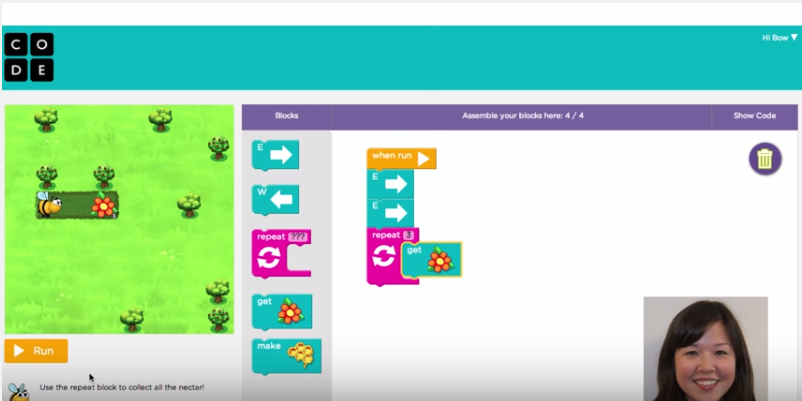 C O
D E
Hi Bow
Blocks
Assemble your blocks here: 4 / 4
Show Code
E
W
repeat ???
get
make
when run
E
E
repeat 3
get
Run
Use the repeat block to collect all the nectar!